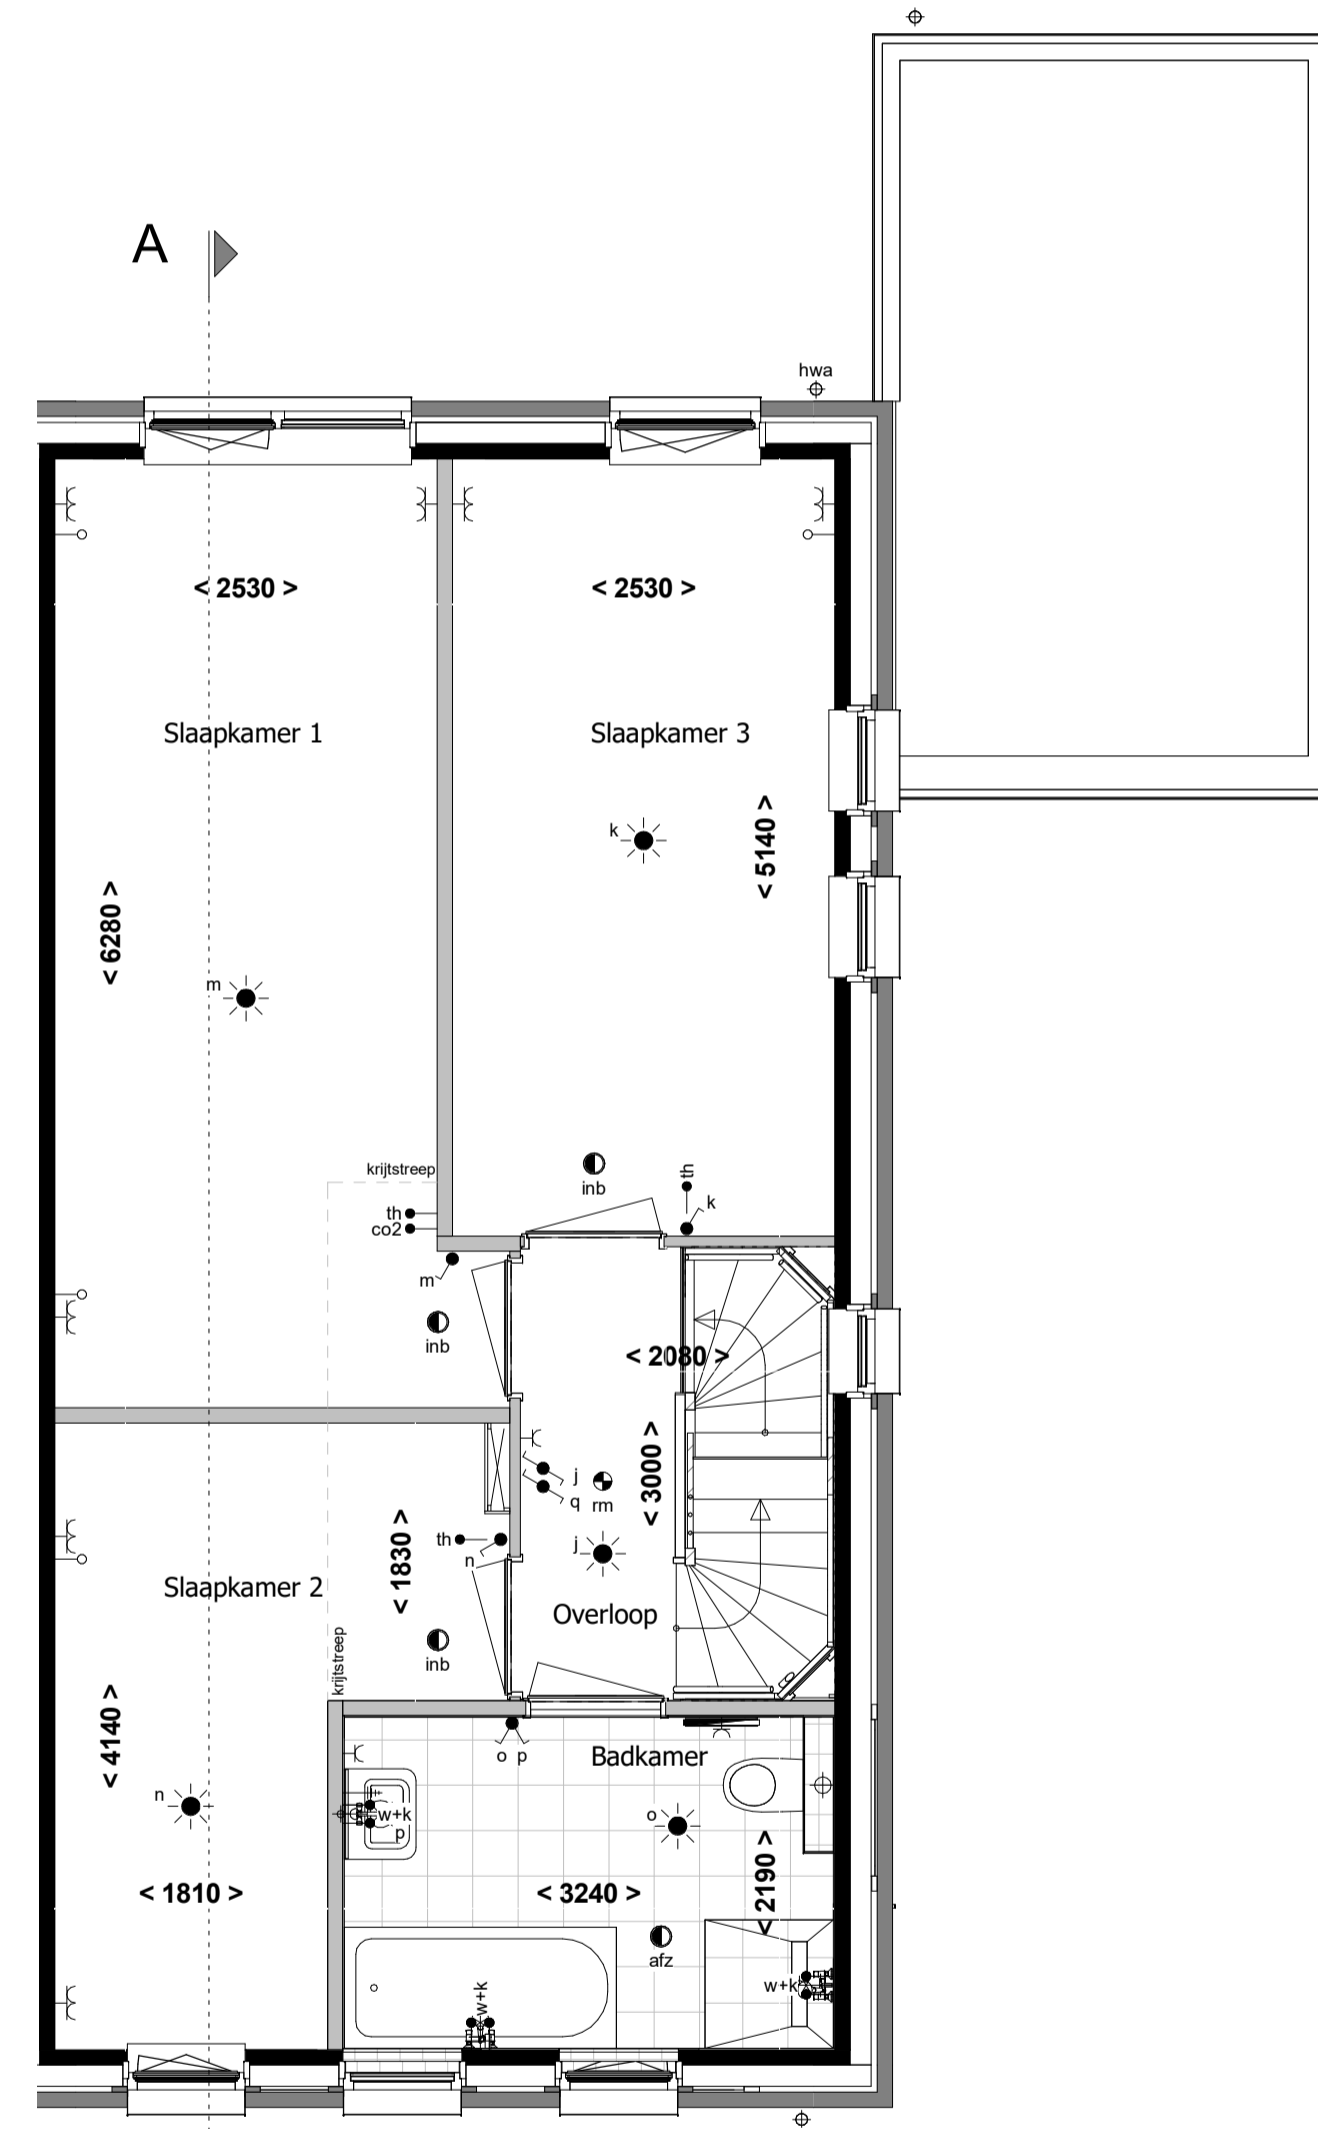 A
hwa
< 2530 >
< 2530 >
Slaapkamer 1
Slaapkamer 3
k
< 5140 >
< 6280 >
m
krijtstreep
inb
th
k
th
co2
m
inb
< 2080 >
< 3000 >
j
q
rm
j
< 1830 >
th
n
Slaapkamer 2
Overloop
inb
krijtstreep
< 4140 >
o p
Badkamer
n
w+k
p
o
< 1810 >
< 3240 >
< 2190 >
afz
w+k
w+k